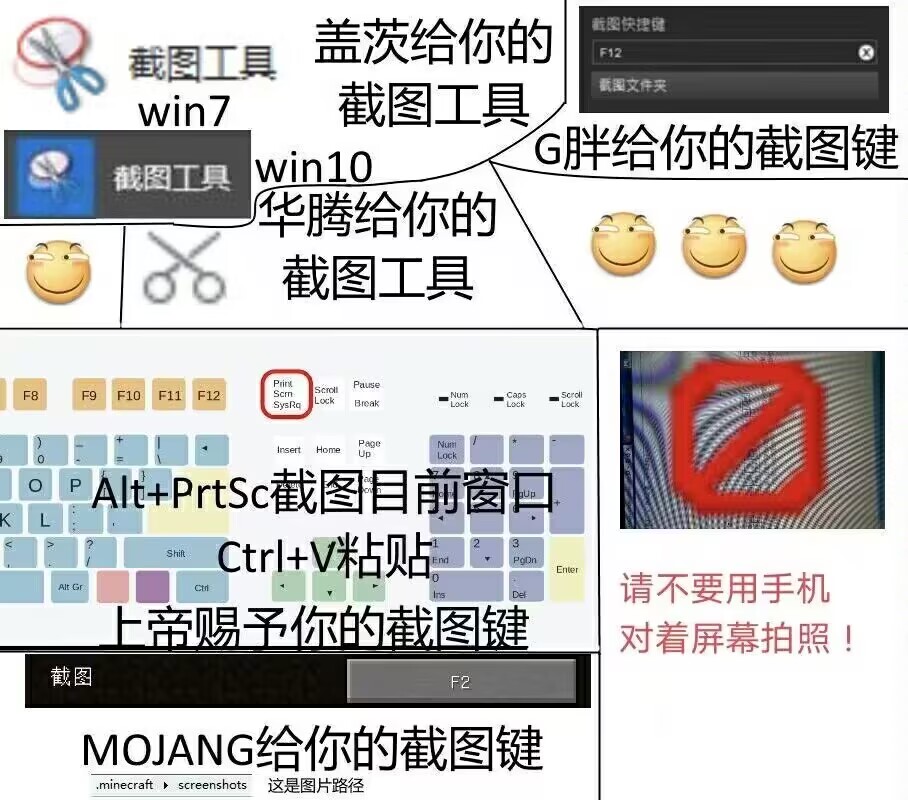 截图工具
win7
盖茨给你的
截图工具
截图快捷键
F12
截图文件夹
G胖给你的截图键
截图工具
win10
华腾给你的
截图工具
F8
F9
F10
F11
F12
Print
Scrn
SysRq
Scroll
Lock
Pause
Break
Num
Lock
Caps
Lock
Scroll
Lock
Insert
Home
Page
Up
Num
Lock
/
*
-
)
0
_
-
+
=
|
\
O
P
{
[
}
PgUp
+
Alt+PrtSc截图目前窗口
K
L
:
;
<
,
>
.
?
/
Shift
Ctrl+V粘贴
1
End
2
3
PgDn
Enter
Alt Gr
Ctrl
0
Ins
.
Del
上帝赐予你的截图键
请不要用手机
对着屏幕拍照！
截图
F2
MOJANG给你的截图键
.minecraft
screenshots
这是图片路径